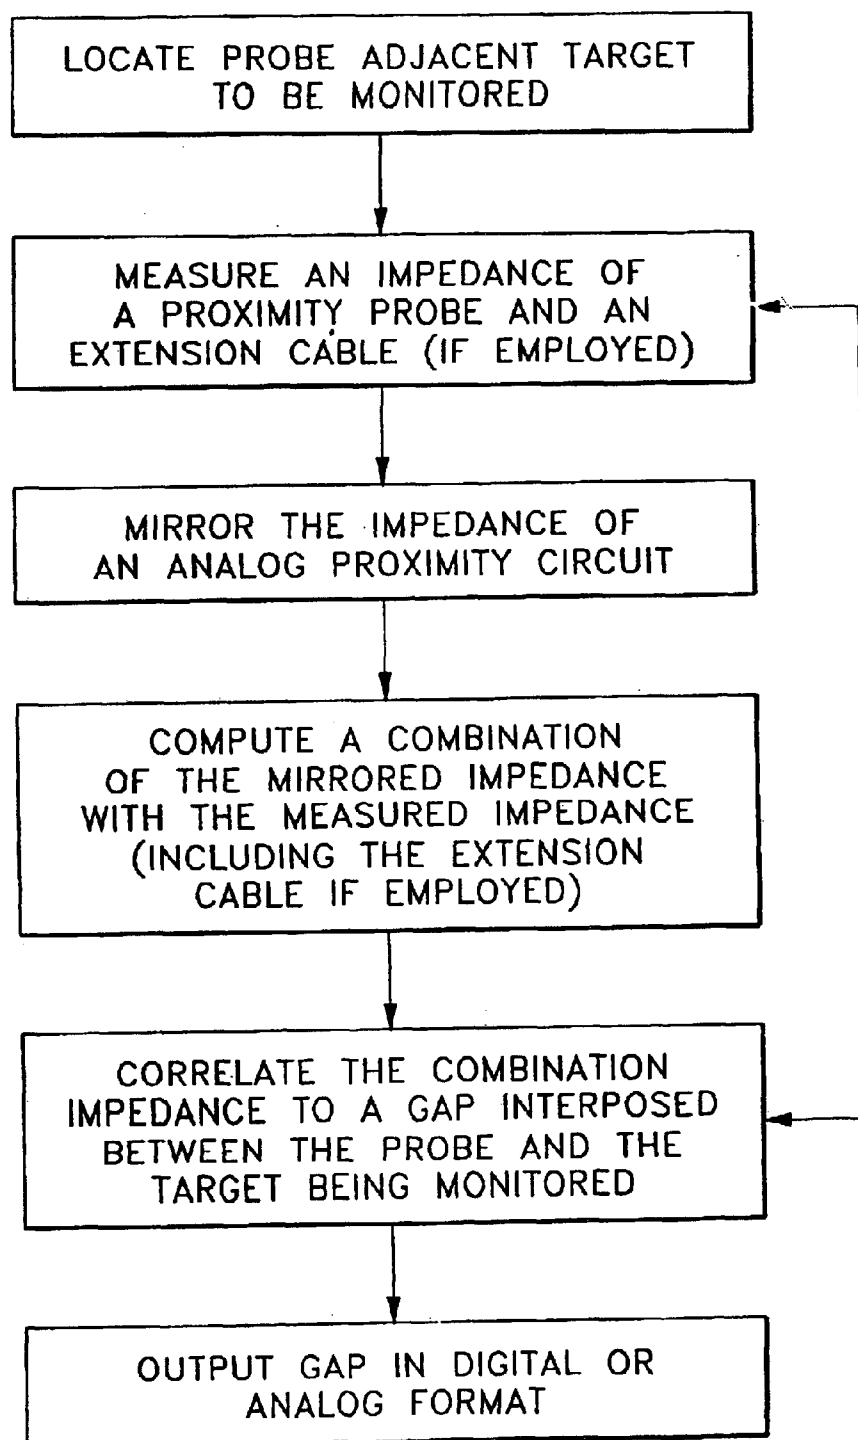 LOCATE PROBE ADJACENT TARGET
TO BE MONITORED
MEASURE AN IMPEDANCE OF
A PROXIMITY PROBE AND AN
EXTENSION CABLE (IF EMPLOYED)
MIRROR THE IMPEDANCE OF
AN ANALOG PROXIMITY CIRCUIT
COMPUTE A COMBINATION
OF THE MIRRORED IMPEDANCE
WITH THE MEASURED IMPEDANCE
(INCLUDING THE EXTENSION
CABLE IF EMPLOYED)
CORRELATE THE COMBINATION
IMPEDANCE TO A GAP INTERPOSED
BETWEEN THE PROBE AND THE
TARGET BEING MONITORED
OUTPUT GAP IN DIGITAL OR
ANALOG FORMAT